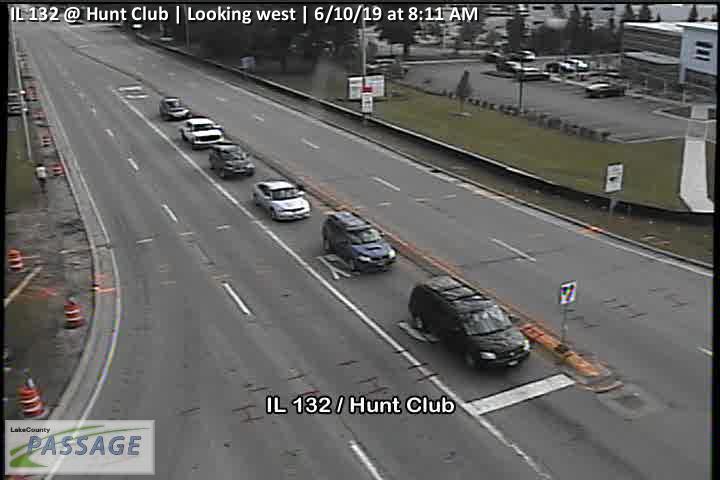 IL 132 @ Hunt Club | Looking west | 6/10/19 at 8:11 AM
IL 132 / Hunt Club
LakeCounty
PASSAGE